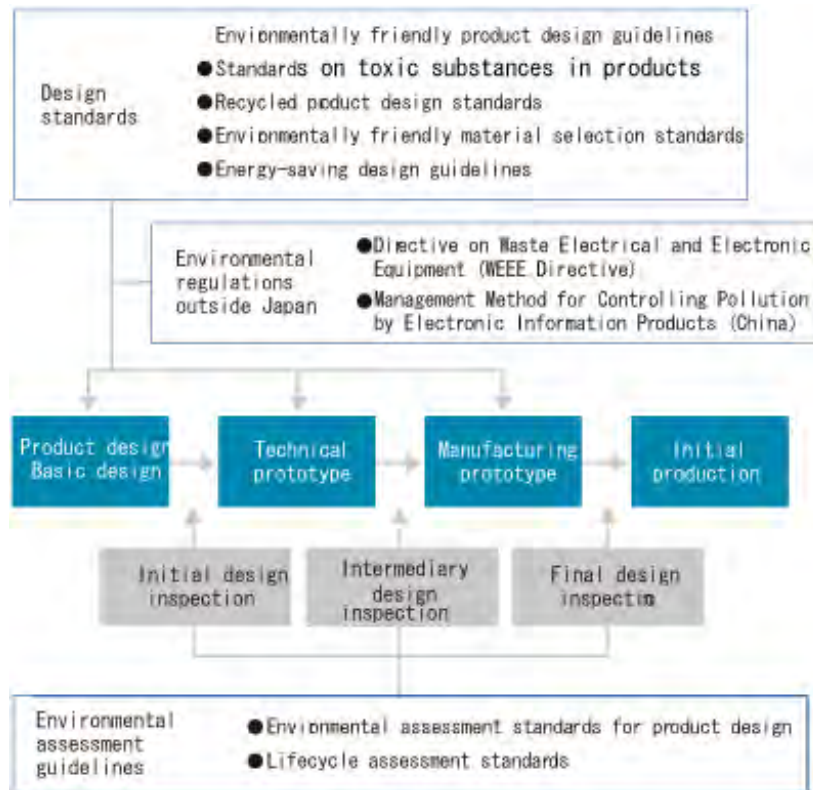 Design
standards
Envionmentally friendly product design guidelines
●Standards on toxic substances in products
●Recycled poduct design standards
●Environmentally friendly material selection standards
●Energy-saving design guidelines
Environmental
regulations
outside Japan
●Diective on Waste Electrical and Electronic
Equipment (WEEE Directive)
●Management Method for Controlling Pollution
by Electronic Information Products (China)
Product design
Basic design
Technical
prototype
Manufacturing
prototype
Initial
production
Initial design
inspection
Intermediary
design
inspection
Final design
inspection
Environmental
assessment
guidelines
●Envionmental assessment standards for product design
●Lifecycle assessment standards